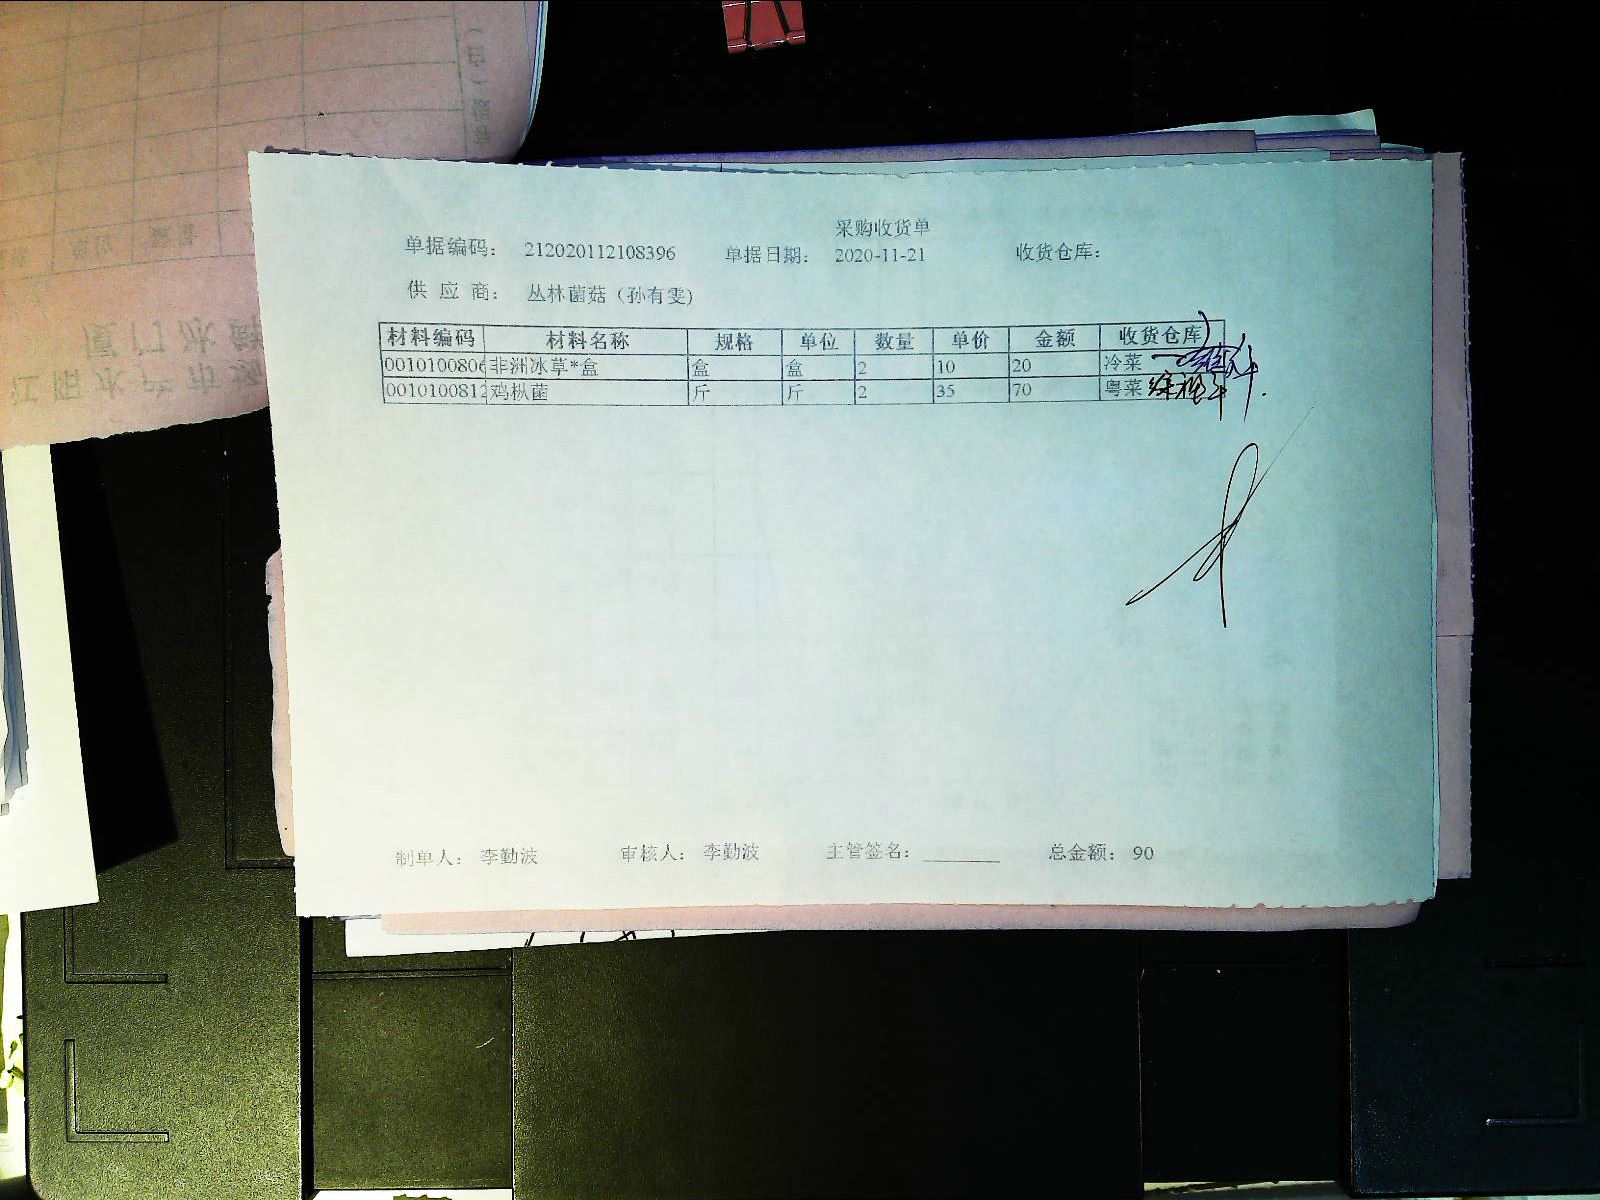 采购收货单
单据编码： 212020112108396 单据日期： 2020-11-21 收货仓库：
供 应 商： 丛林菌菇（孙有雯）
材料编码 材料名称 规格 单位 数量 单价 金额 收货仓库
0010100806 非洲冰草*盒 盒 盒 2 10 20 冷菜
0010100812 鸡枞菌 斤 斤 2 35 70 粤菜
制单人： 李勤波 审核人： 李勤波 主管签名： ________ 总金额： 90